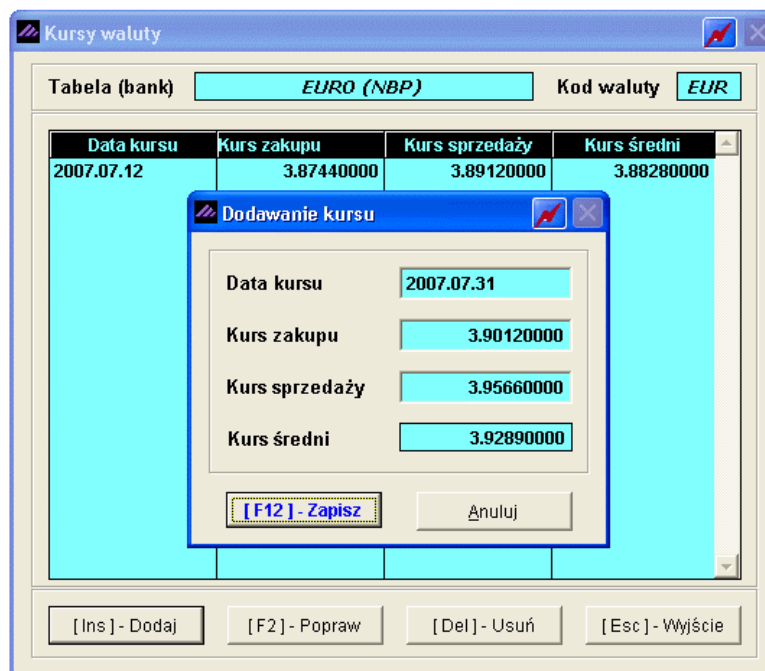 Kursy waluty
Tabela (bank) EURO (NBP) Kod waluty EUR
Data kursu Kurs zakupu Kurs sprzedaży Kurs średni
2007.07.12 3.87440000 3.89120000 3.88280000
Dodawanie kursu
Data kursu 2007.07.31
Kurs zakupu 3.90120000
Kurs sprzedaży 3.95660000
Kurs średni 3.92890000
[ F12 ] - Zapisz Anuluj
[ Ins ] - Dodaj [ F2 ] - Popraw [ Del ] - Usuń [ Esc ] - Wyjście